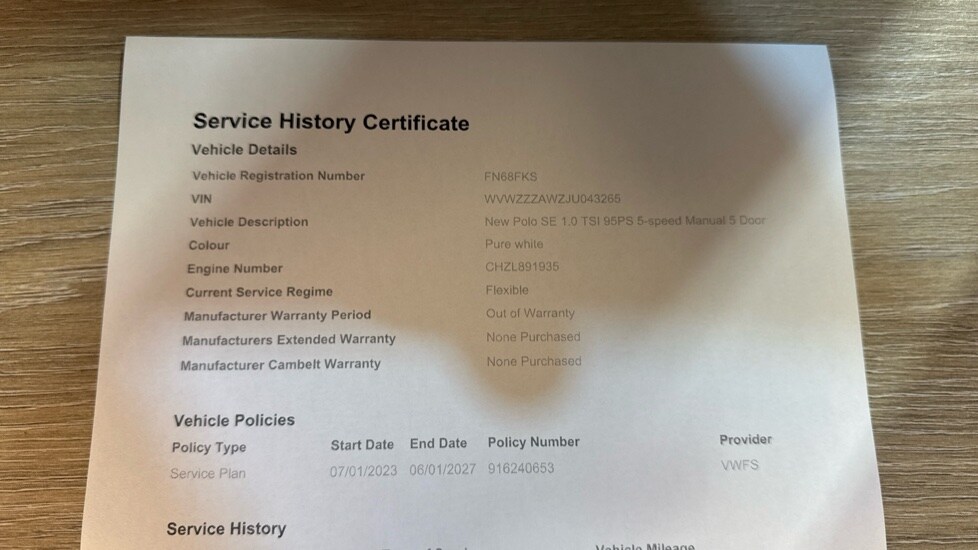 Service History Certificate
Vehicle Details
Vehicle Registration Number FN68FKS
VIN WVWZZZAWZJU043265
Vehicle Description New Polo SE 1.0 TSI 95PS 5-speed Manual 5 Door
Colour Pure white
Engine Number CHZL891935
Current Service Regime Flexible
Manufacturer Warranty Period Out of Warranty
Manufacturers Extended Warranty None Purchased
Manufacturer Cambelt Warranty None Purchased
Vehicle Policies
Policy Type Start Date End Date Policy Number Provider
Service Plan 07/01/2023 06/01/2027 916240653 VWFS
Service History
Vehicle Mileage